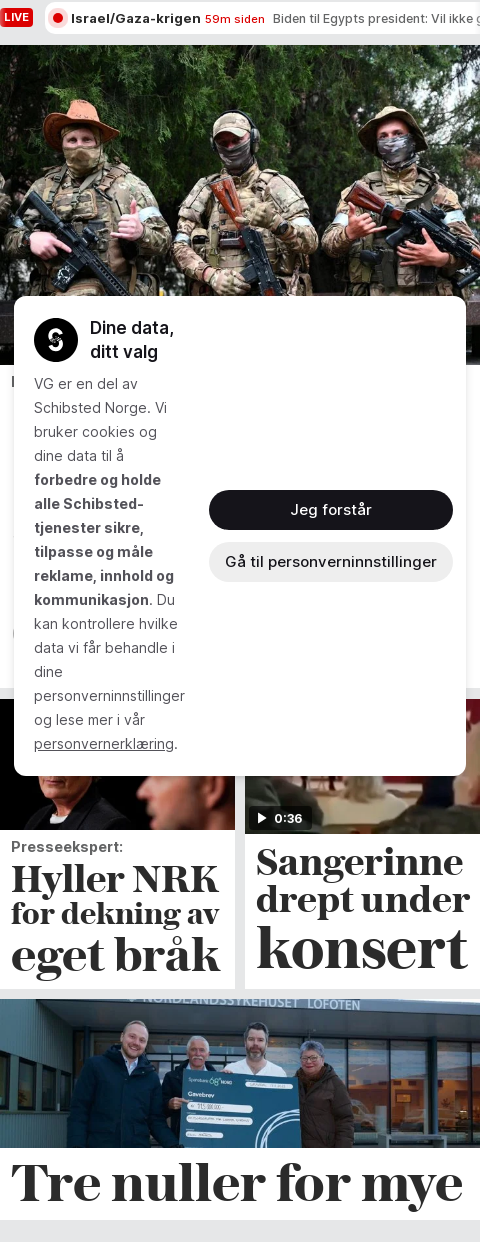 LIVE
Israel/Gaza-krigen 59m siden Biden til Egypts president: Vil ikke
Dine data,
ditt valg
VG er en del av
Schibsted Norge. Vi
bruker cookies og
dine data til å
forbedre og holde
alle Schibsted-
tjenester sikre,
tilpasse og måle
reklame, innhold og
kommunikasjon. Du
kan kontrollere hvilke
data vi får behandle i
dine
personverninnstillinger
og lese mer i vår
personvernerklæring.
Jeg forstår
Gå til personverninnstillinger
0:36
Presseekspert:
Hyller NRK
for dekning av
eget bråk
Sangerinne
drept under
konsert
NORDLANDSSYKEHUSET LOFOTEN
Gavebrev
Tre nuller for mye